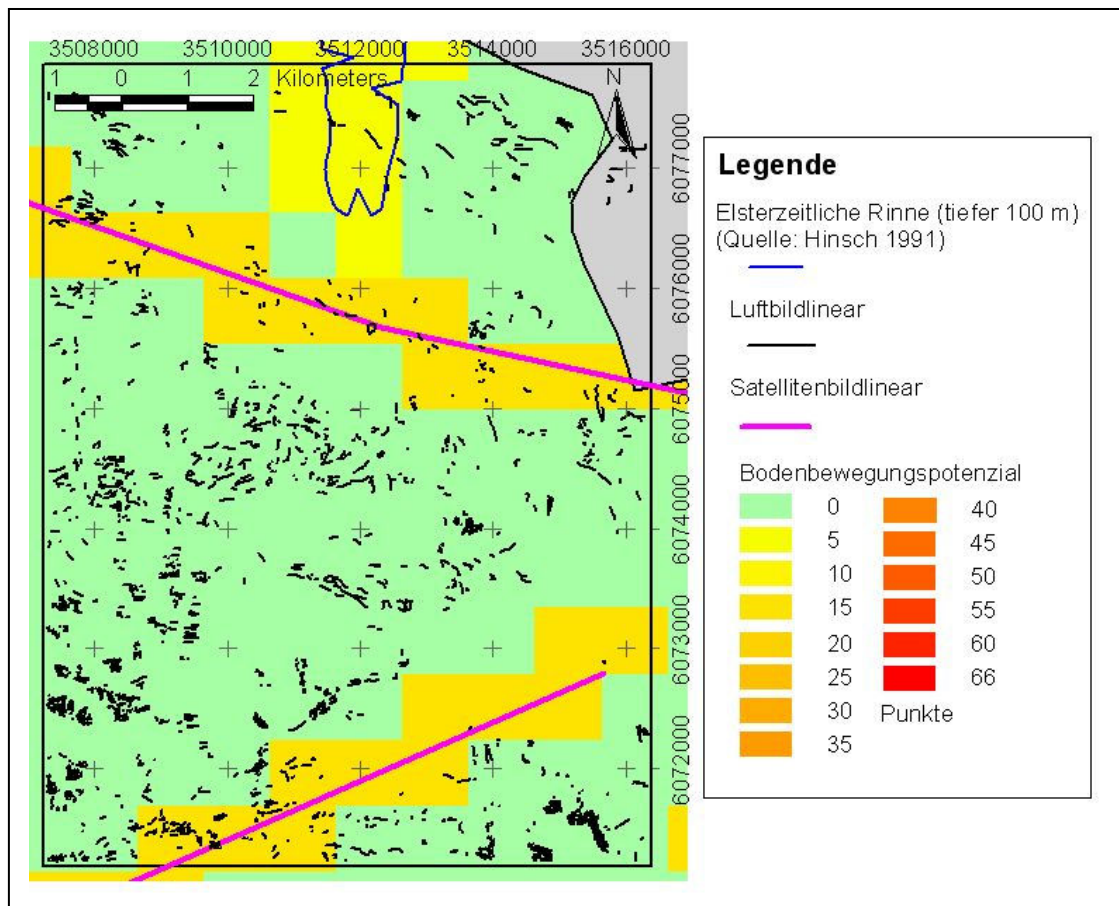 3508000 3510000 3512000 3514000 3516000
1 0 1 2 Kilometers
N
6077000
6076000
6075000
6074000
6073000
6072000
Legende
Elsterzeitliche Rinne (tiefer 100 m)
(Quelle: Hinsch 1991)
Luftbildlinear
Satellitenbildlinear
Bodenbewegungspotenzial
0 40
5 45
10 50
15 55
20 60
25 66
30 Punkte
35